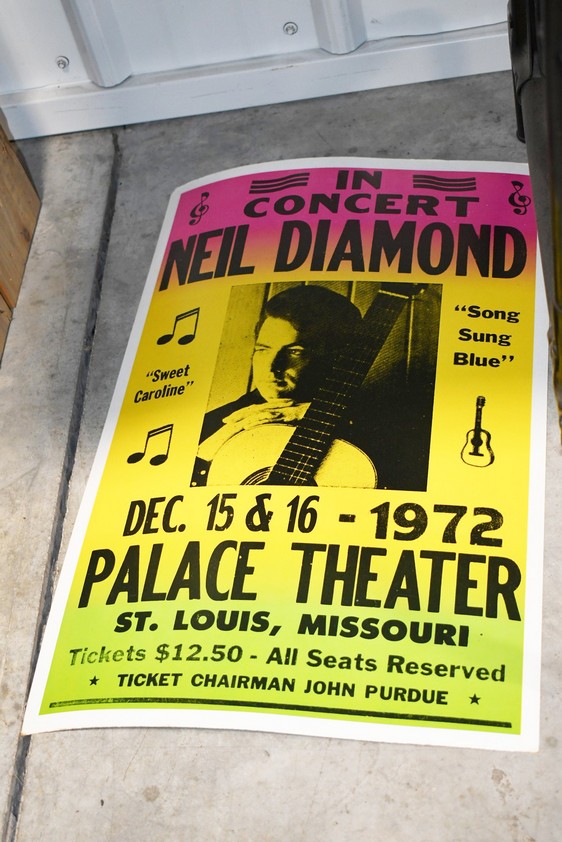 IN
CONCERT
NEIL DIAMOND
"Song
Sung
Blue"
"Sweet
Caroline"
DEC. 15 & 16 - 1972
PALACE THEATER
ST. LOUIS, MISSOURI
Tickets $12.50 - All Seats Reserved
★ TICKET CHAIRMAN JOHN PURDUE ★